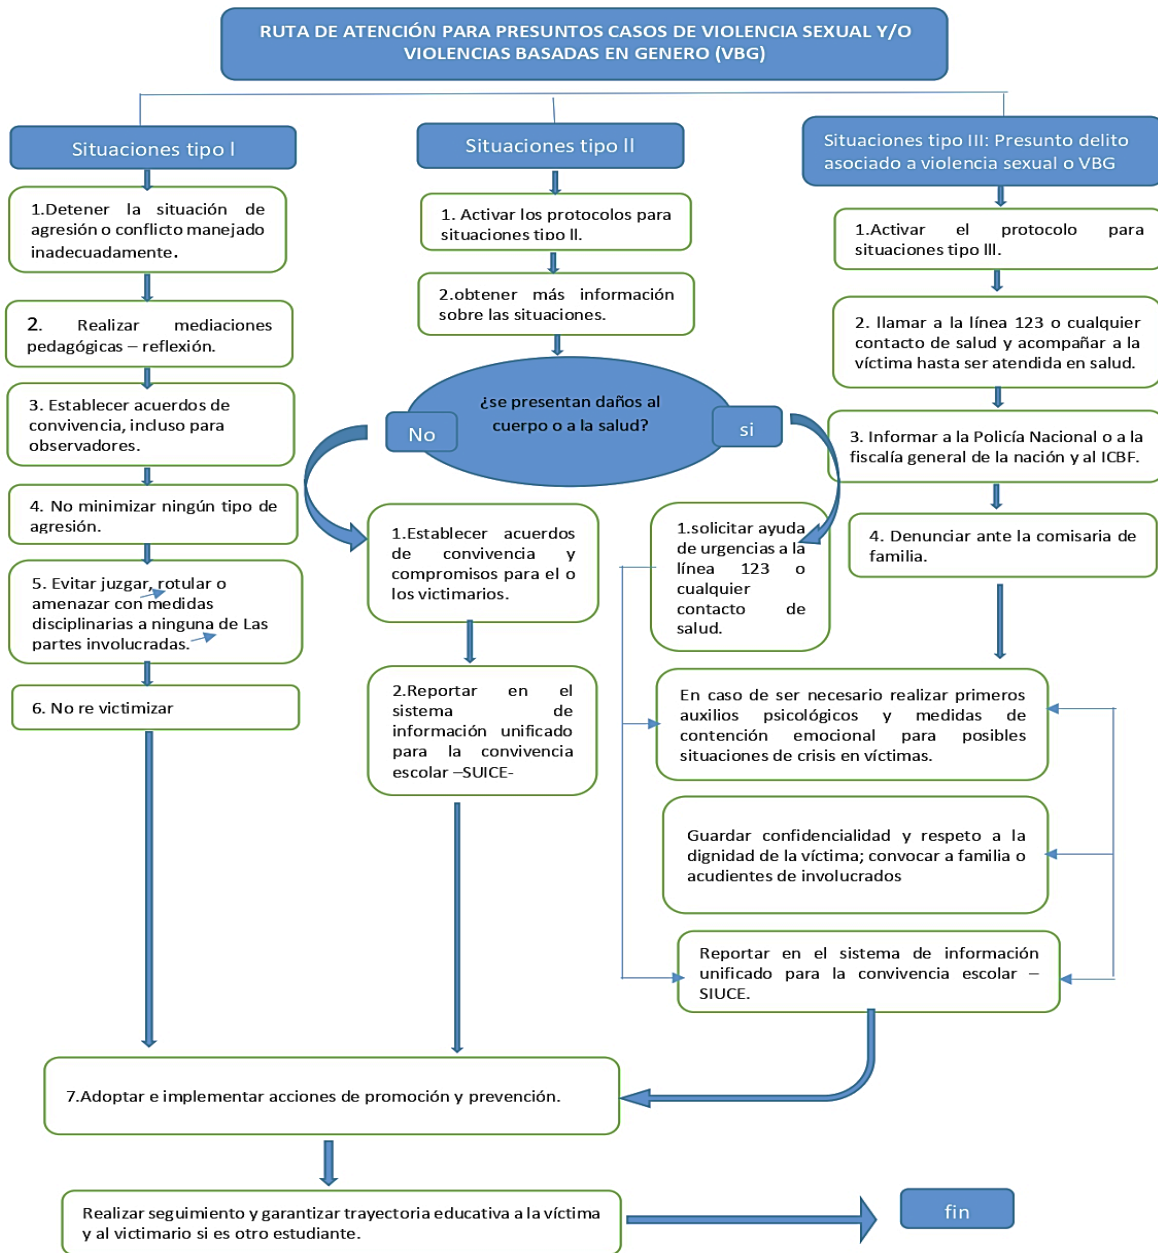 RUTA DE ATENCIÓN PARA PRESUNTOS CASOS DE VIOLENCIA SEXUAL Y/O
VIOLENCIAS BASADAS EN GENERO (VBG)
Situaciones tipo I
1.Detener la situación de
agresión o conflicto manejado
inadecuadamente.
2. Realizar mediaciones
pedagógicas – reflexión.
3. Establecer acuerdos de
convivencia, incluso para
observadores.
4. No minimizar ningún tipo de
agresión.
5. Evitar juzgar, rotular o
amenazar con medidas
disciplinarias a ninguna de Las
partes involucradas.
6. No re victimizar
Situaciones tipo II
1. Activar los protocolos para
situaciones tipo II.
2.obtener más información
sobre las situaciones.
¿se presentan daños al
cuerpo o a la salud?
No
si
1.Establecer acuerdos
de convivencia y
compromisos para el o
los victimarios.
2.Reportar en el
sistema de
información unificado
para la convivencia
escolar –SUICE-
1.solicitar ayuda
de urgencias a la
línea 123 o
cualquier
contacto de
salud.
Situaciones tipo III: Presunto delito
asociado a violencia sexual o VBG
1.Activar el protocolo para
situaciones tipo III.
2. llamar a la línea 123 o cualquier
contacto de salud y acompañar a la
víctima hasta ser atendida en salud.
3. Informar a la Policía Nacional o a la
fiscalía general de la nación y al ICBF.
4. Denunciar ante la comisaria de
familia.
En caso de ser necesario realizar primeros
auxilios psicológicos y medidas de
contención emocional para posibles
situaciones de crisis en víctimas.
Guardar confidencialidad y respeto a la
dignidad de la víctima; convocar a familia o
acudientes de involucrados
Reportar en el sistema de información
unificado para la convivencia escolar –
SIUCE.
7.Adoptar e implementar acciones de promoción y prevención.
Realizar seguimiento y garantizar trayectoria educativa a la víctima
y al victimario si es otro estudiante.
fin